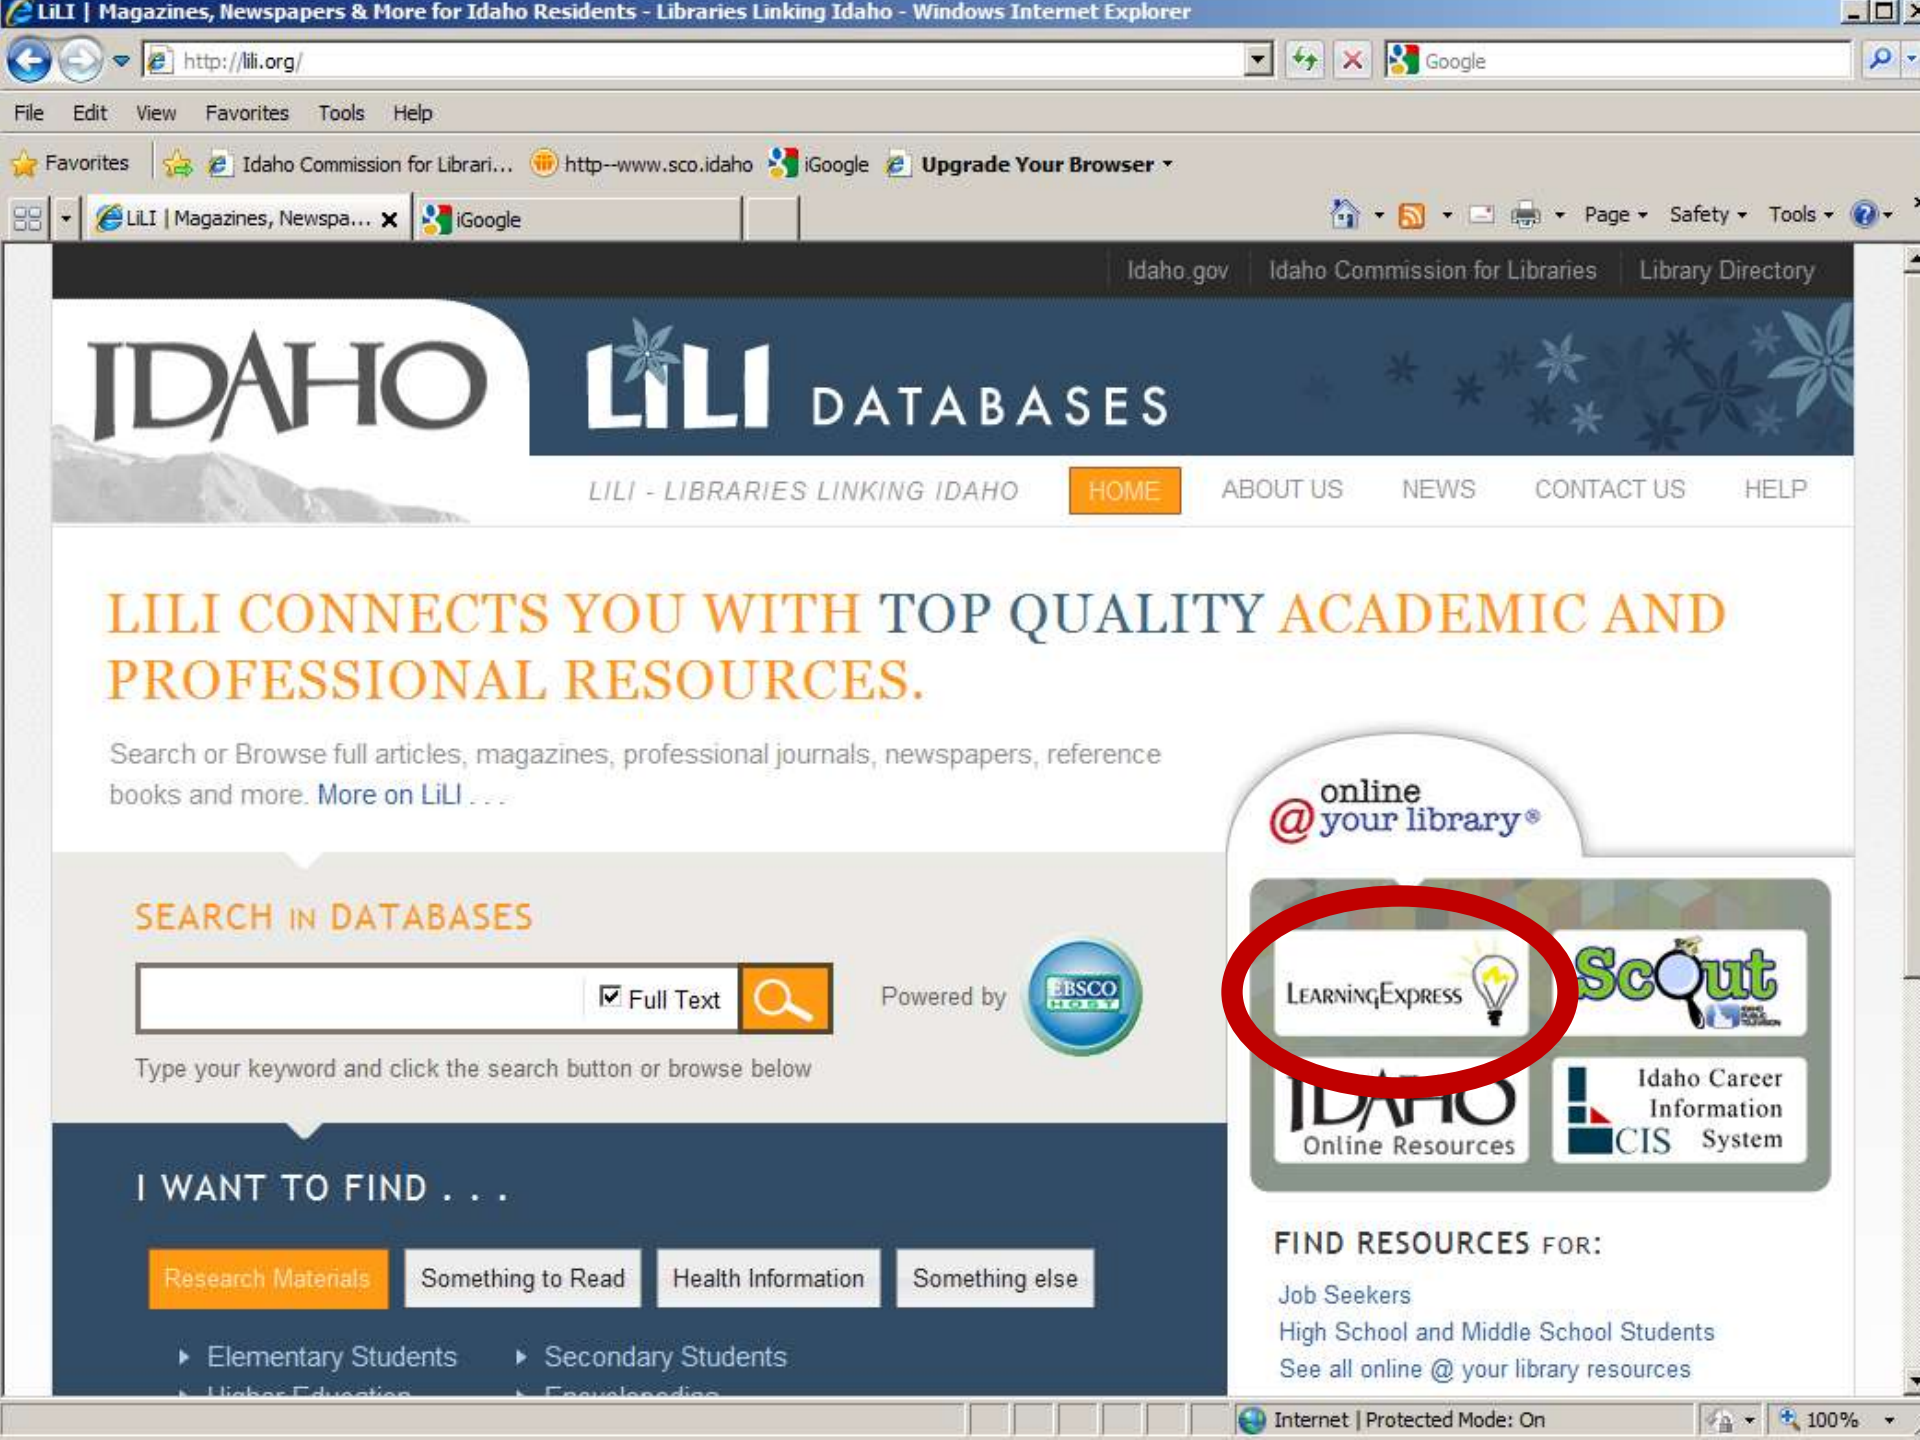 LiLI | Magazines, Newspapers & More for Idaho Residents - Libraries Linking Idaho - Windows Internet Explorer
http://lili.org/
Google
File Edit View Favorites Tools Help
Favorites Idaho Commission for Librari... http--www.sco.idaho iGoogle Upgrade Your Browser
LiLI | Magazines, Newspa... iGoogle
Page Safety Tools
Idaho.gov Idaho Commission for Libraries Library Directory
IDAHO LiLI DATABASES
LILI - LIBRARIES LINKING IDAHO HOME ABOUT US NEWS CONTACT US HELP
LILI CONNECTS YOU WITH TOP QUALITY ACADEMIC AND
PROFESSIONAL RESOURCES.
Search or Browse full articles, magazines, professional journals, newspapers, reference
books and more. More on LiLI . . .
online
@ your library®
SEARCH IN DATABASES
Full Text
Powered by EBSCO HOST
Type your keyword and click the search button or browse below
LEARNINGEXPRESS
Scout
IDAHO
Online Resources
Idaho Career
Information
CIS System
I WANT TO FIND . . .
Research Materials Something to Read Health Information Something else
Elementary Students Secondary Students
Higher Education Encyclopedias
FIND RESOURCES FOR:
Job Seekers
High School and Middle School Students
See all online @ your library resources
Internet | Protected Mode: On 100%